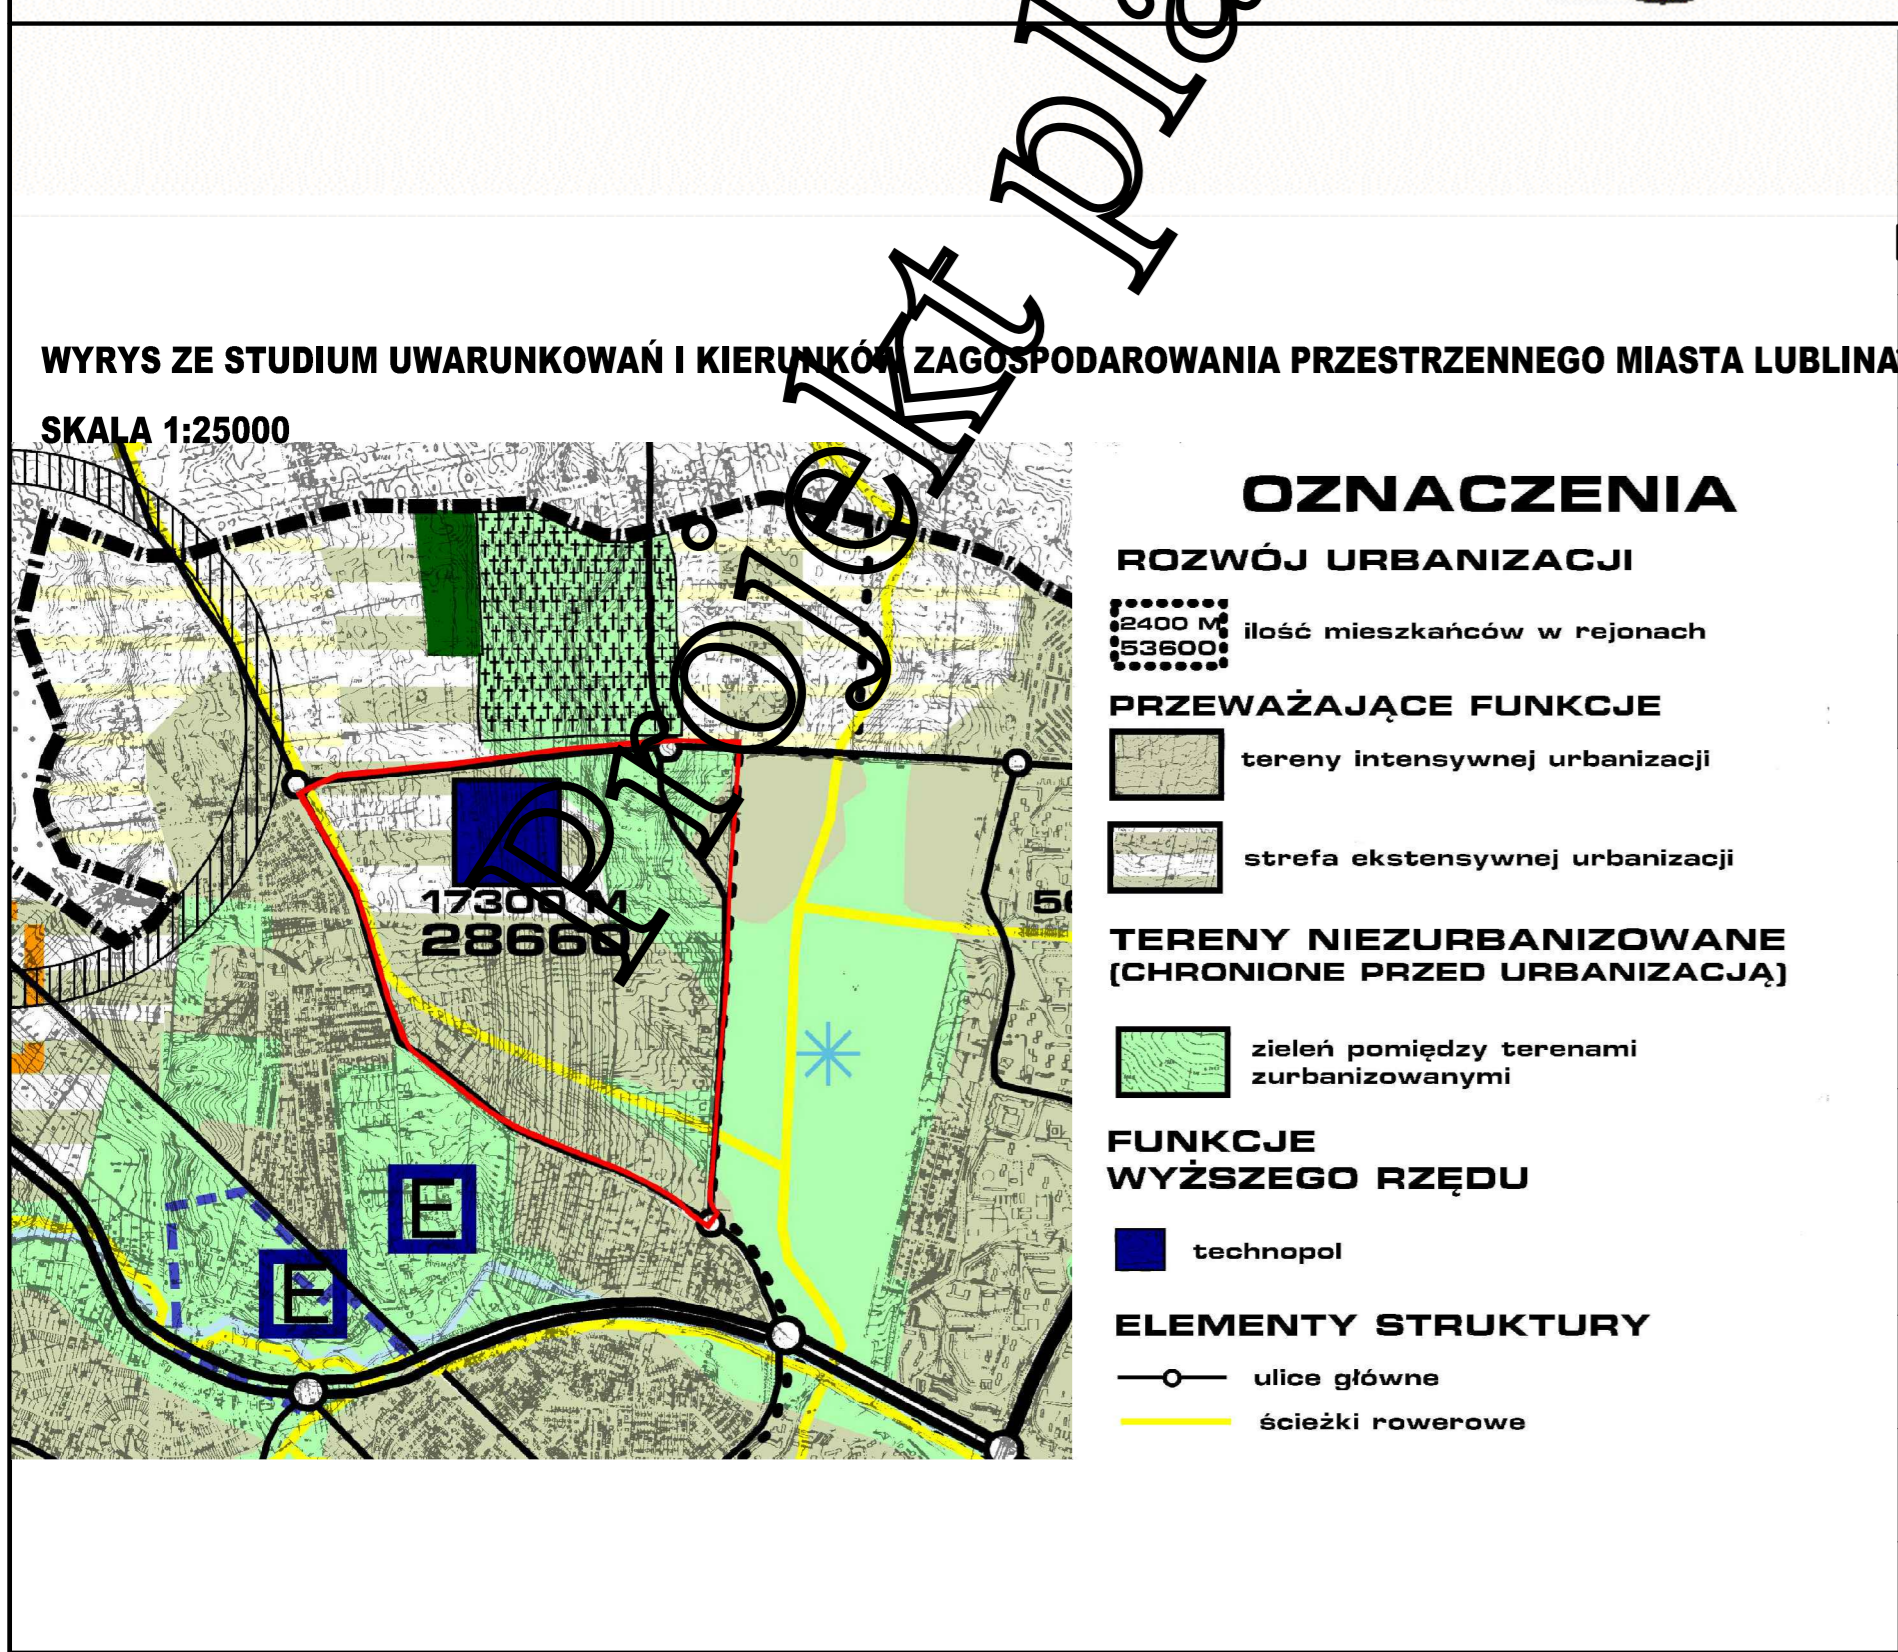 Projekt pla
WYRYS ZE STUDIUM UWARUNKOWAŃ I KIERUNKÓW ZAGOSPODAROWANIA PRZESTRZENNEGO MIASTA LUBLINA
SKALA 1:25000
17300 M
28660
E
E
OZNACZENIA
ROZWÓJ URBANIZACJI
2400 M
53600
ilość mieszkańców w rejonach
PRZEWAŻAJĄCE FUNKCJE
tereny intensywnej urbanizacji
strefa ekstensywnej urbanizacji
TERENY NIEZURBANIZOWANE
(CHRONIONE PRZED URBANIZACJĄ)
zieleń pomiędzy terenami
zurbanizowanymi
FUNKCJE
WYŻSZEGO RZĘDU
technopol
ELEMENTY STRUKTURY
ulice główne
ścieżki rowerowe